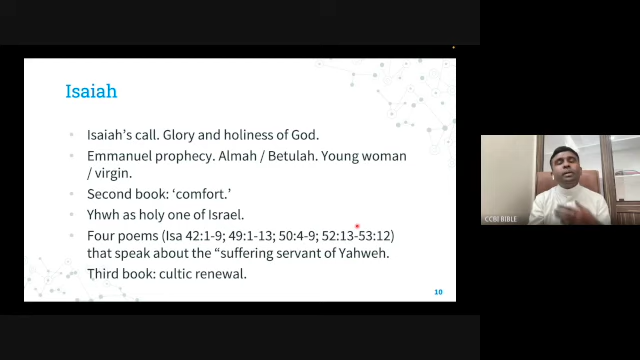 Isaiah
Isaiah's call. Glory and holiness of God.
Emmanuel prophecy. Almah / Betulah. Young woman
/ virgin.
Second book: 'comfort.'
Yhwh as holy one of Israel.
Four poems (Isa 42:1-9; 49:1-13; 50:4-9; 52:13-53:12)
that speak about the "suffering servant of Yahweh.
Third book: cultic renewal.
10
CCBI BIBLE